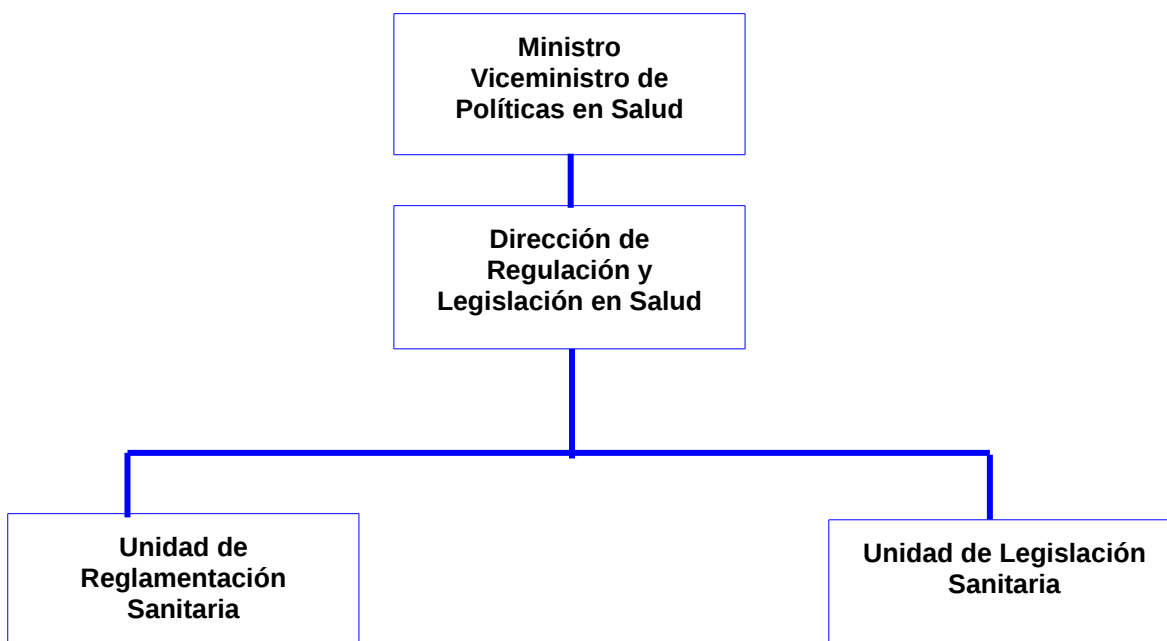 Ministro
Viceministro de
Políticas en Salud
Dirección de
Regulación y
Legislación en Salud
Unidad de
Reglamentación
Sanitaria
Unidad de Legislación
Sanitaria